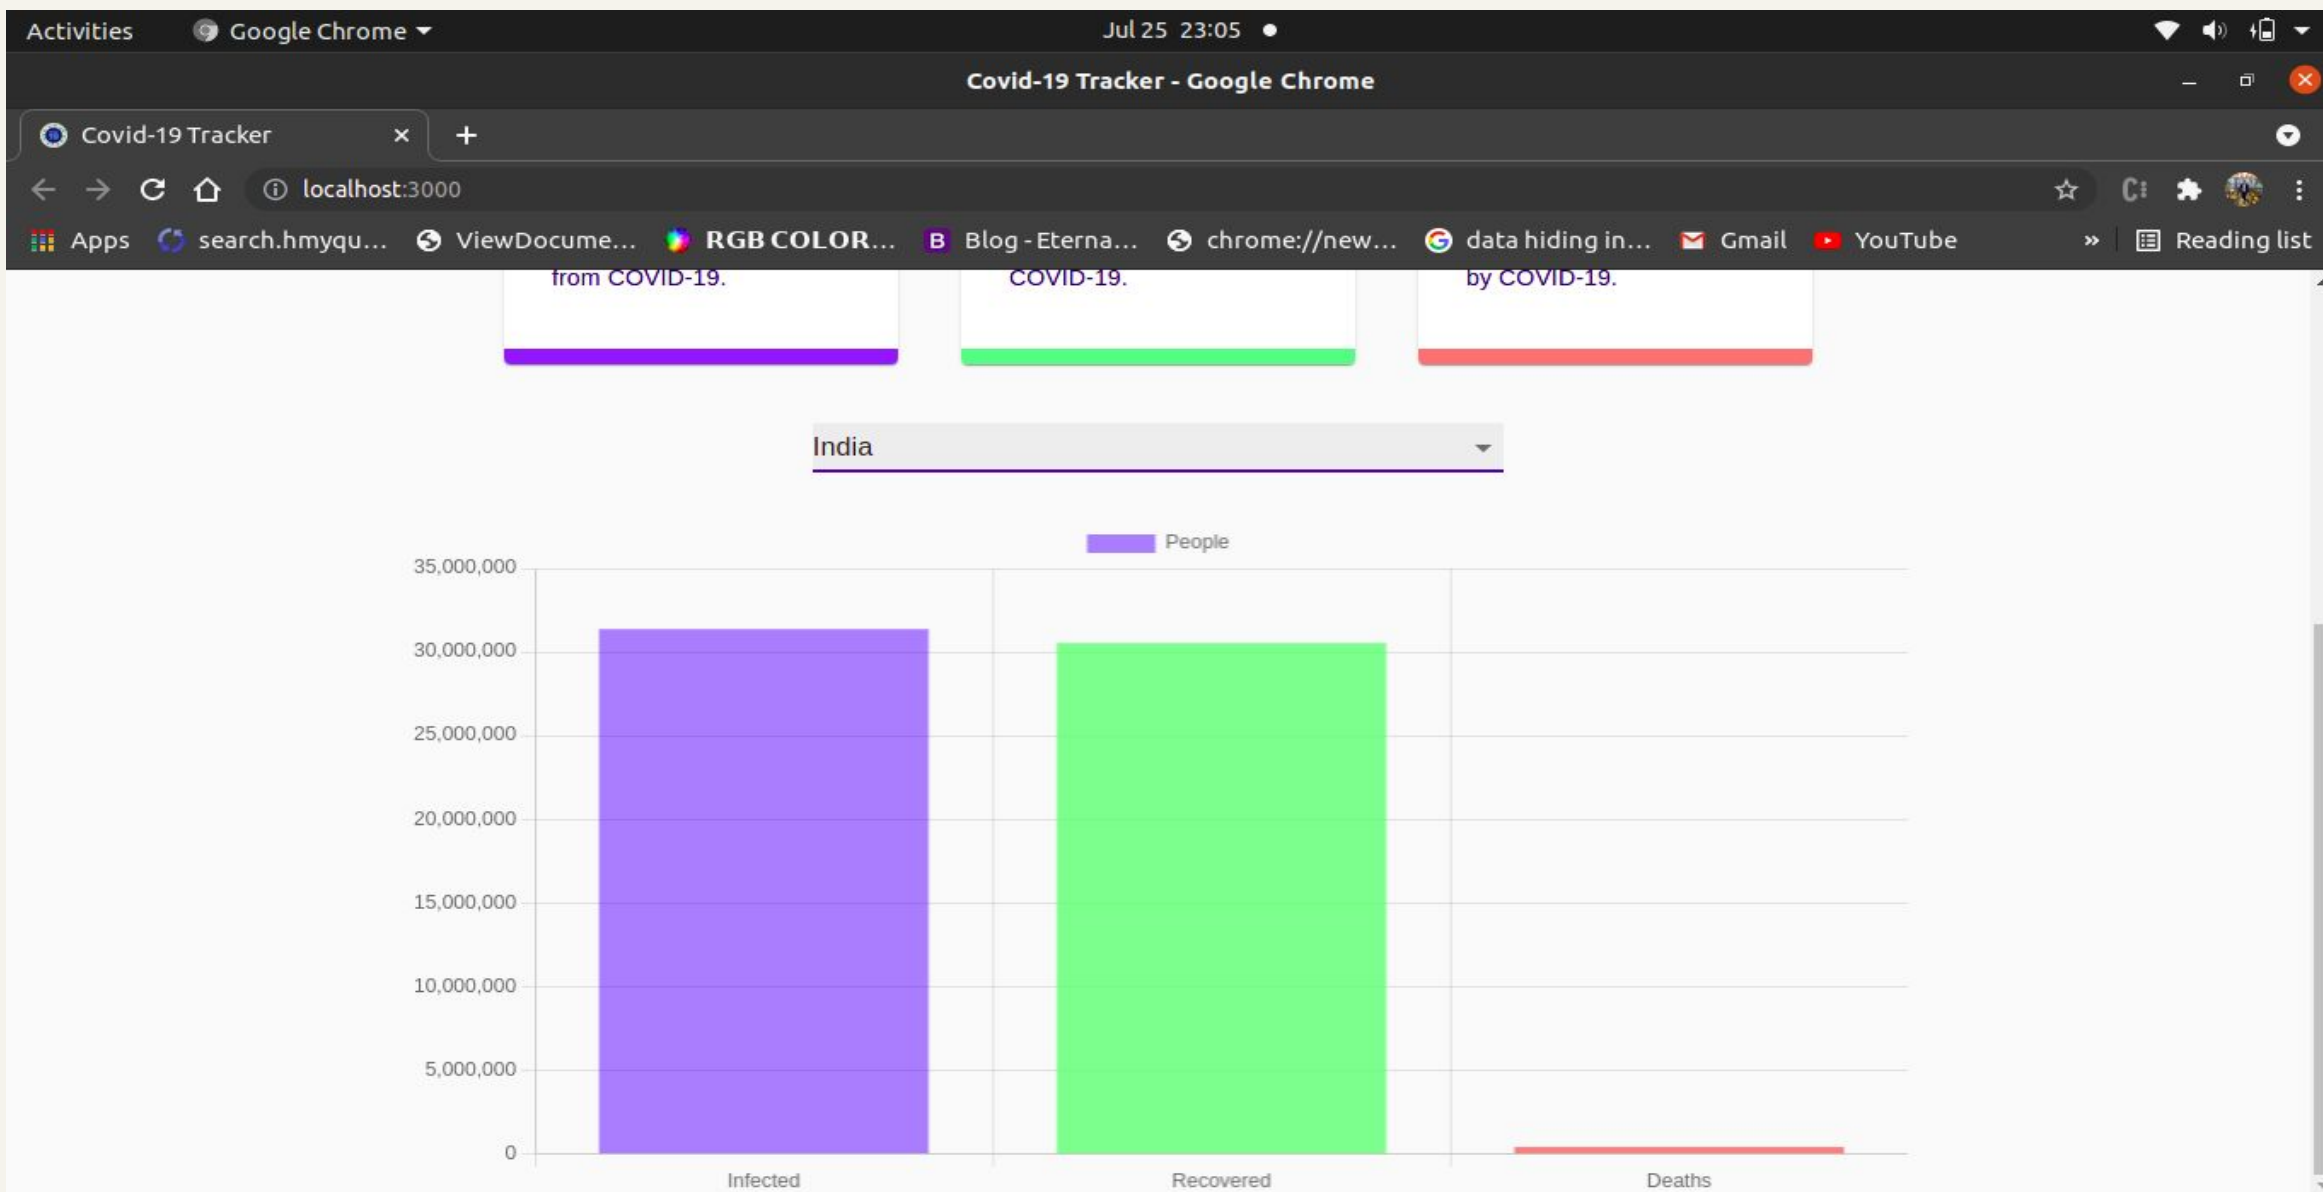 Activities Google Chrome Jul 25 23:05
Covid-19 Tracker - Google Chrome
Covid-19 Tracker
localhost:3000
Apps search.hmyqu... ViewDocume... RGB COLOR... B Blog - Eterna... chrome://new... data hiding in... Gmail YouTube » Reading list
from COVID-19. COVID-19. by COVID-19.
India
People
35,000,000
30,000,000
25,000,000
20,000,000
15,000,000
10,000,000
5,000,000
0
Infected Recovered Deaths